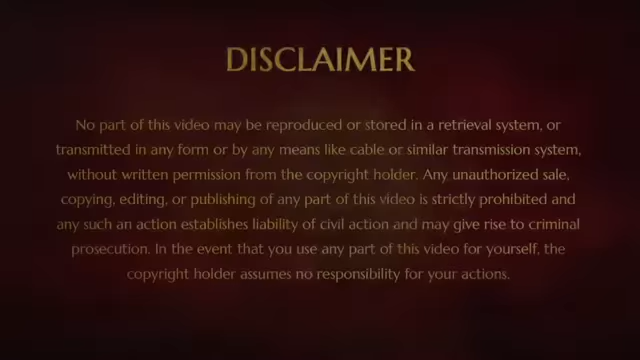 DISCLAIMER
No part of this video may be reproduced or stored in a retrieval system, or
transmitted in any form or by any means like cable or similar transmission system,
without written permission from the copyright holder. Any unauthorized sale,
copying, editing, or publishing of any part of this video is strictly prohibited and
any such an action establishes liability of civil action and may give rise to criminal
prosecution. In the event that you use any part of this video for yourself, the
copyright holder assumes no responsibility for your actions.